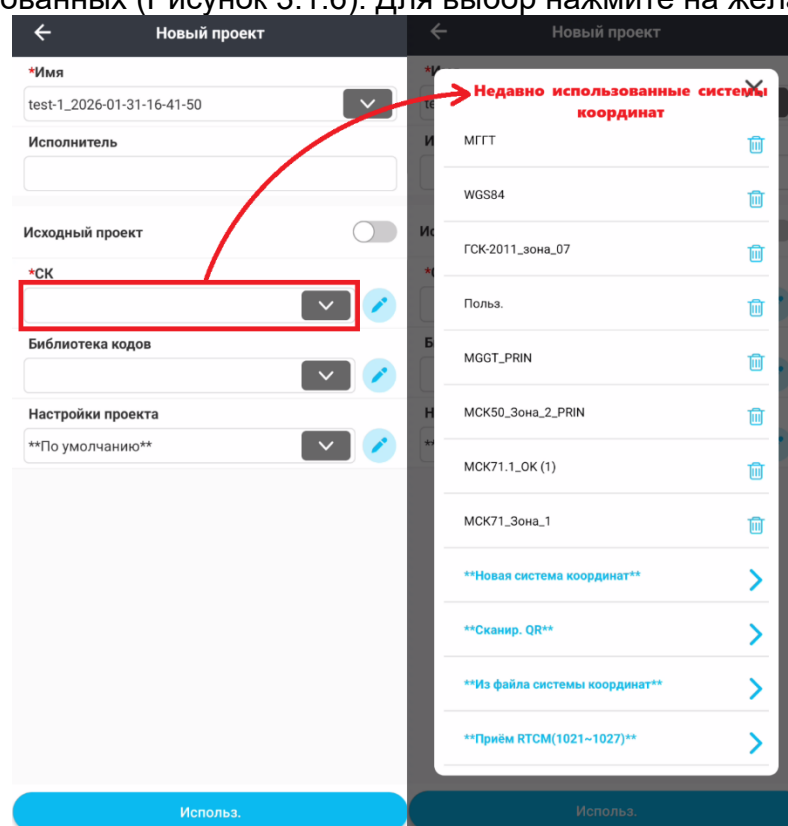 ованных (Рисунок 3.1.6). Для выбор нажмите на жела
Новый проект
*Имя
test-1_2026-01-31-16-41-50
Исполнитель
Исходный проект
*СК
Библиотека кодов
Настройки проекта
**По умолчанию**
Использ.
Новый проект
Недавно использованные системы
координат
МГГТ
WGS84
ГСК-2011_зона_07
Польз.
MGGT_PRIN
МСК50_Зона_2_PRIN
МСК71.1_OK (1)
МСК71_Зона_1
**Новая система координат**
**Сканир. QR**
**Из файла системы координат**
**Приём RTCM(1021~1027)**
Использ.